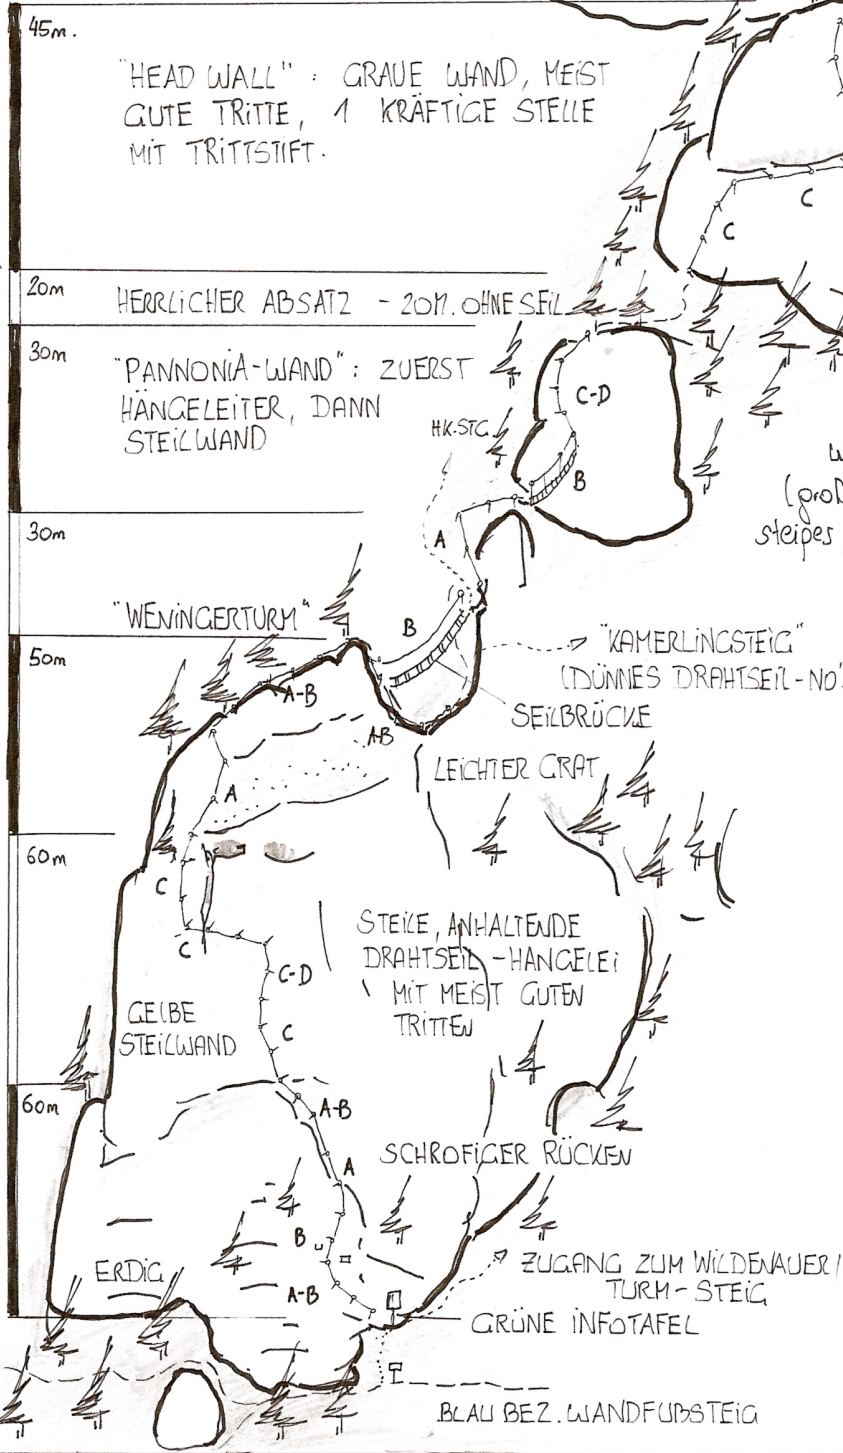 45m.
"HEAD WALL" : GRAUE WAND, MEIST
GUTE TRITTE, 1 KRÄFTIGE STELLE
MIT TRITTSTIFT.
C
C
20m
HERRLICHER ABSATZ - 20M. OHNE SEIL
30m
"PANNONIA-WAND" : ZUERST
HÄNGELEITER, DANN
STEILWAND
C-D
HK-STG.
B
(groß
steiles
30m
A
"WENINGERTURM"
B
50m
"KAMERLINGSTEIG"
(DÜNNES DRAHTSEIL-NO
A-B
SEILBRÜCKE
A-B
LEICHTER GRAT
A
60m
C
C
STEILE, ANHALTENDE
DRAHTSEIL-HANGELEI
MIT MEIST GUTEN
TRITTEN
C-D
GELBE
STEILWAND
C
60m
A-B
SCHROFIGER RÜCKEN
A
B
ERDIG
A-B
ZUGANG ZUM WILDENAUER/
TURM-STEIG
GRÜNE INFOTAFEL
BLAU BEZ. WANDFUßSTEIG